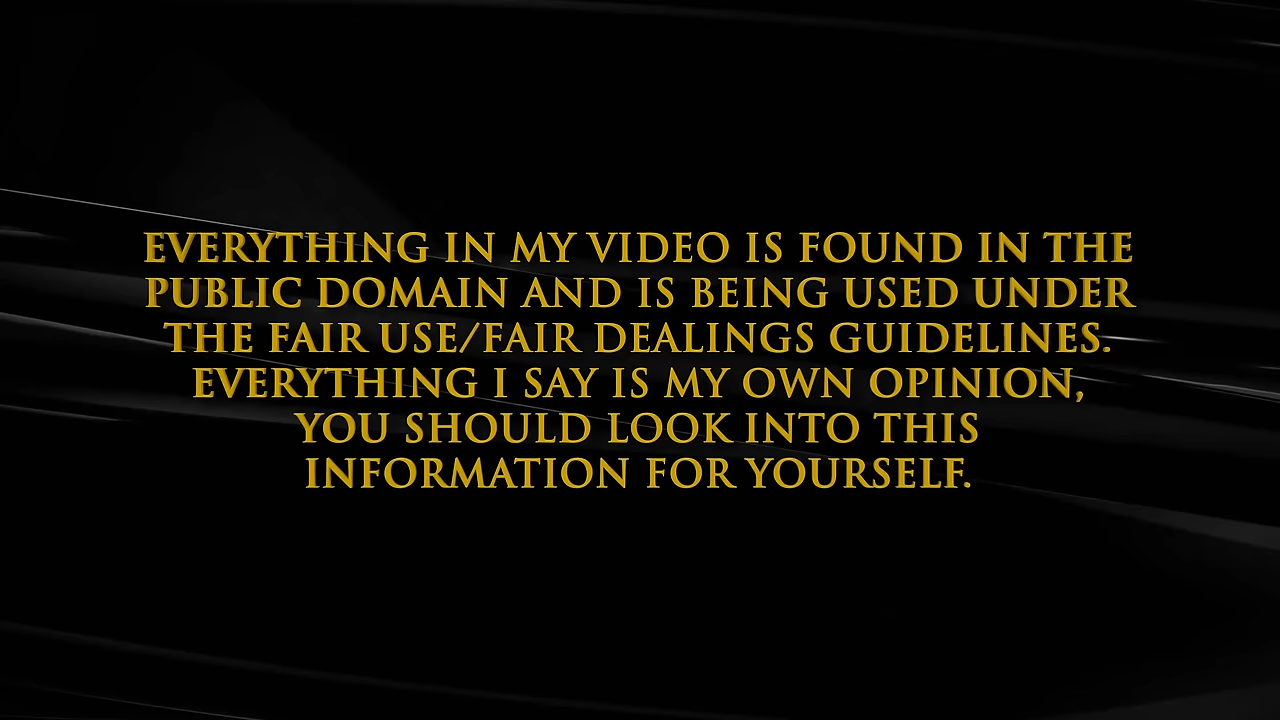 EVERYTHING IN MY VIDEO IS FOUND IN THE
PUBLIC DOMAIN AND IS BEING USED UNDER
THE FAIR USE/FAIR DEALINGS GUIDELINES.
EVERYTHING I SAY IS MY OWN OPINION,
YOU SHOULD LOOK INTO THIS
INFORMATION FOR YOURSELF.